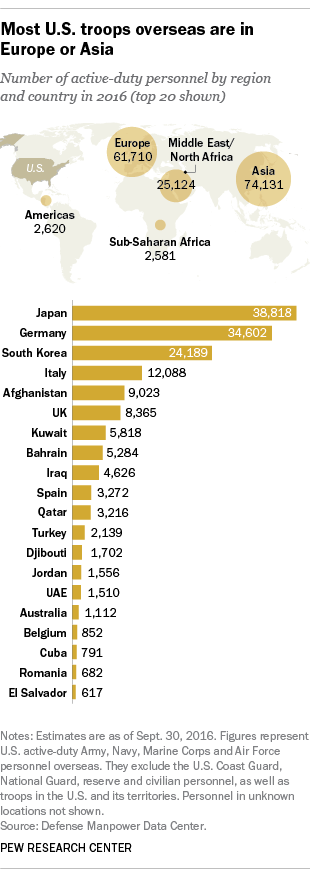 Most U.S. troops overseas are in
Europe or Asia
Number of active-duty personnel by region
and country in 2016 (top 20 shown)
U.S.
Europe
61,710
Middle East/
North Africa
25,124
Asia
74,131
Americas
2,620
Sub-Saharan Africa
2,581
Japan 38,818
Germany 34,602
South Korea 24,189
Italy 12,088
Afghanistan 9,023
UK 8,365
Kuwait 5,818
Bahrain 5,284
Iraq 4,626
Spain 3,272
Qatar 3,216
Turkey 2,139
Djibouti 1,702
Jordan 1,556
UAE 1,510
Australia 1,112
Belgium 852
Cuba 791
Romania 682
El Salvador 617
Notes: Estimates are as of Sept. 30, 2016. Figures represent
U.S. active-duty Army, Navy, Marine Corps and Air Force
personnel overseas. They exclude the U.S. Coast Guard,
National Guard, reserve and civilian personnel, as well as
troops in the U.S. and its territories. Personnel in unknown
locations not shown.
Source: Defense Manpower Data Center.
PEW RESEARCH CENTER